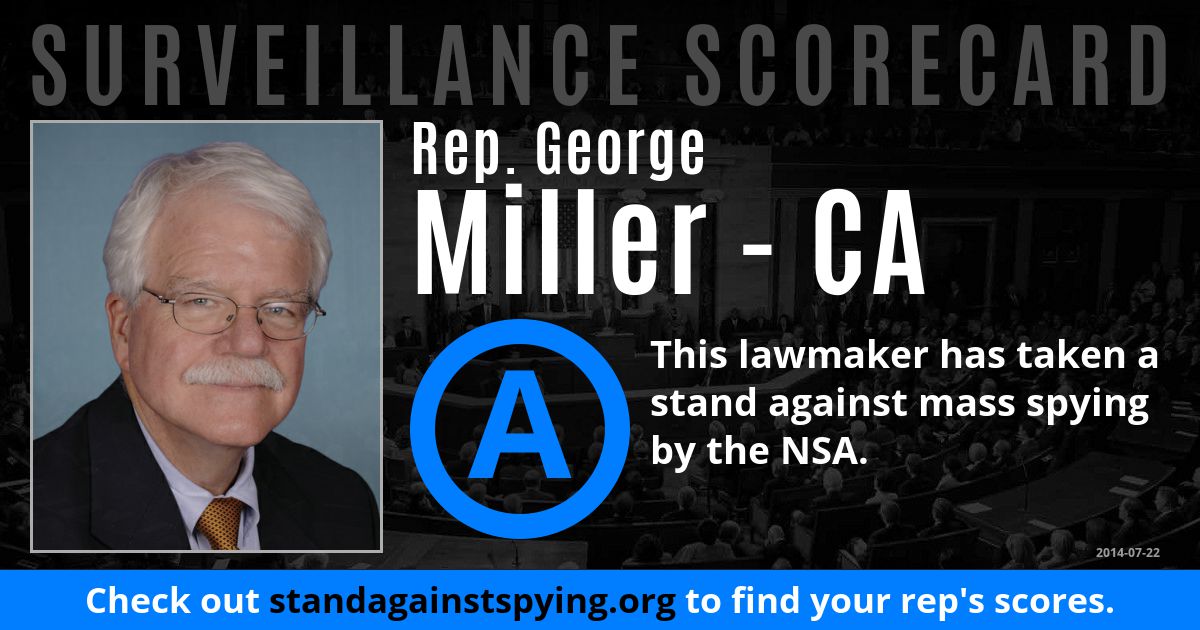 SURVEILLANCE SCORECARD
Rep. George
Miller - CA
A
This lawmaker has taken a
stand against mass spying
by the NSA.
2014-07-22
Check out standagainstspying.org to find your rep's scores.